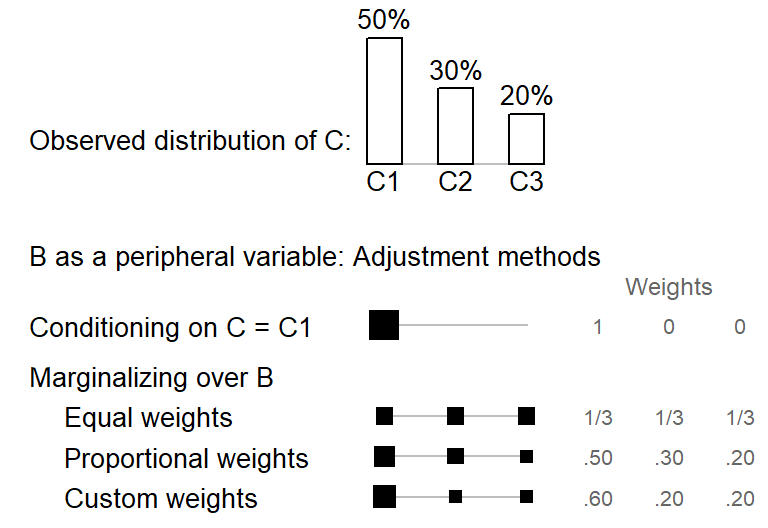 50%
30%
20%
Observed distribution of C:
C1 C2 C3
B as a peripheral variable: Adjustment methods
Weights
Conditioning on C = C1 1 0 0
Marginalizing over B
Equal weights 1/3 1/3 1/3
Proportional weights .50 .30 .20
Custom weights .60 .20 .20